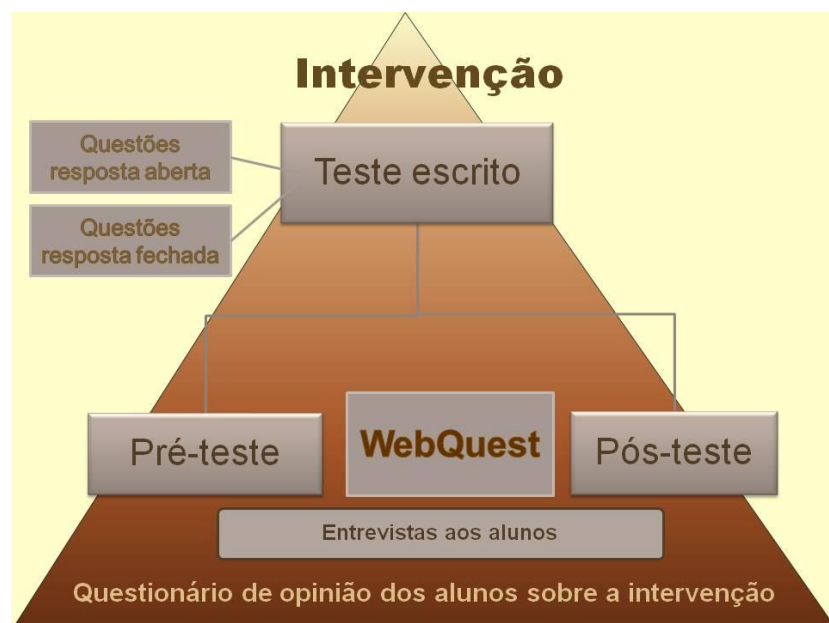 Intervenção
Questões
resposta aberta
Teste escrito
Questões
resposta fechada
Pré-teste
WebQuest
Pós-teste
Entrevistas aos alunos
Questionário de opinião dos alunos sobre a intervenção